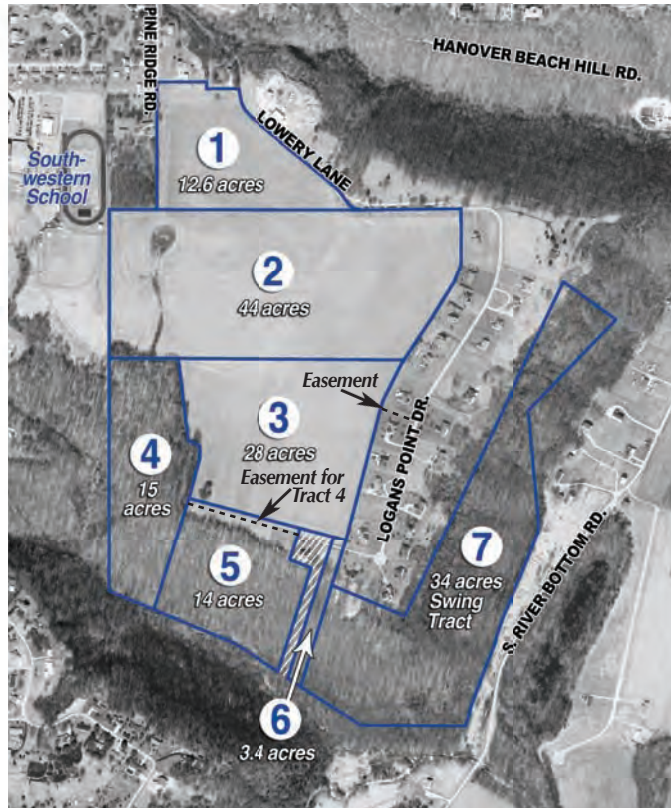 PINE RIDGE RD.
HANOVER BEACH HILL RD.
LOWERY LANE
South-
western
School
1
12.6 acres
2
44 acres
Easement
3
28 acres
4
15
acres
Easement for
Tract 4
LOGANS POINT DR.
5
14 acres
7
34 acres
Swing
Tract
S. RIVER BOTTOM RD.
6
3.4 acres